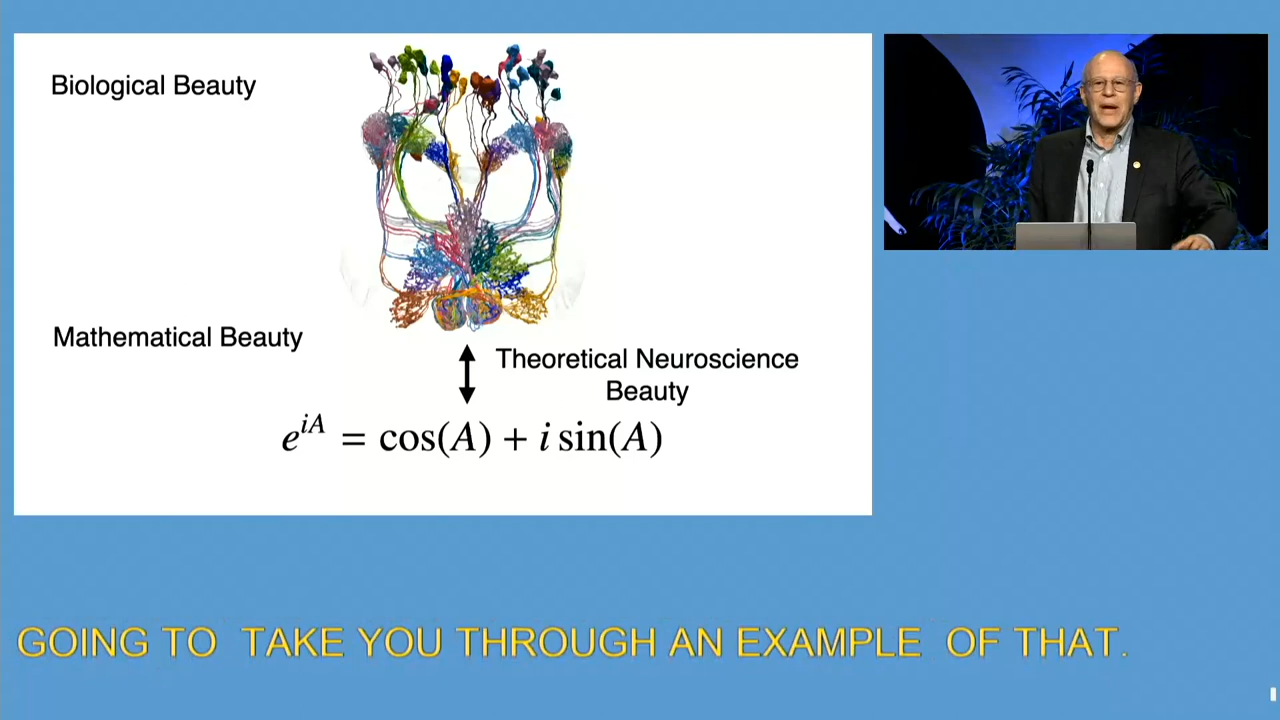 Biological Beauty
Mathematical Beauty
Theoretical Neuroscience
Beauty
e^{iA} = cos(A) + i sin(A)
GOING TO TAKE YOU THROUGH AN EXAMPLE OF THAT.